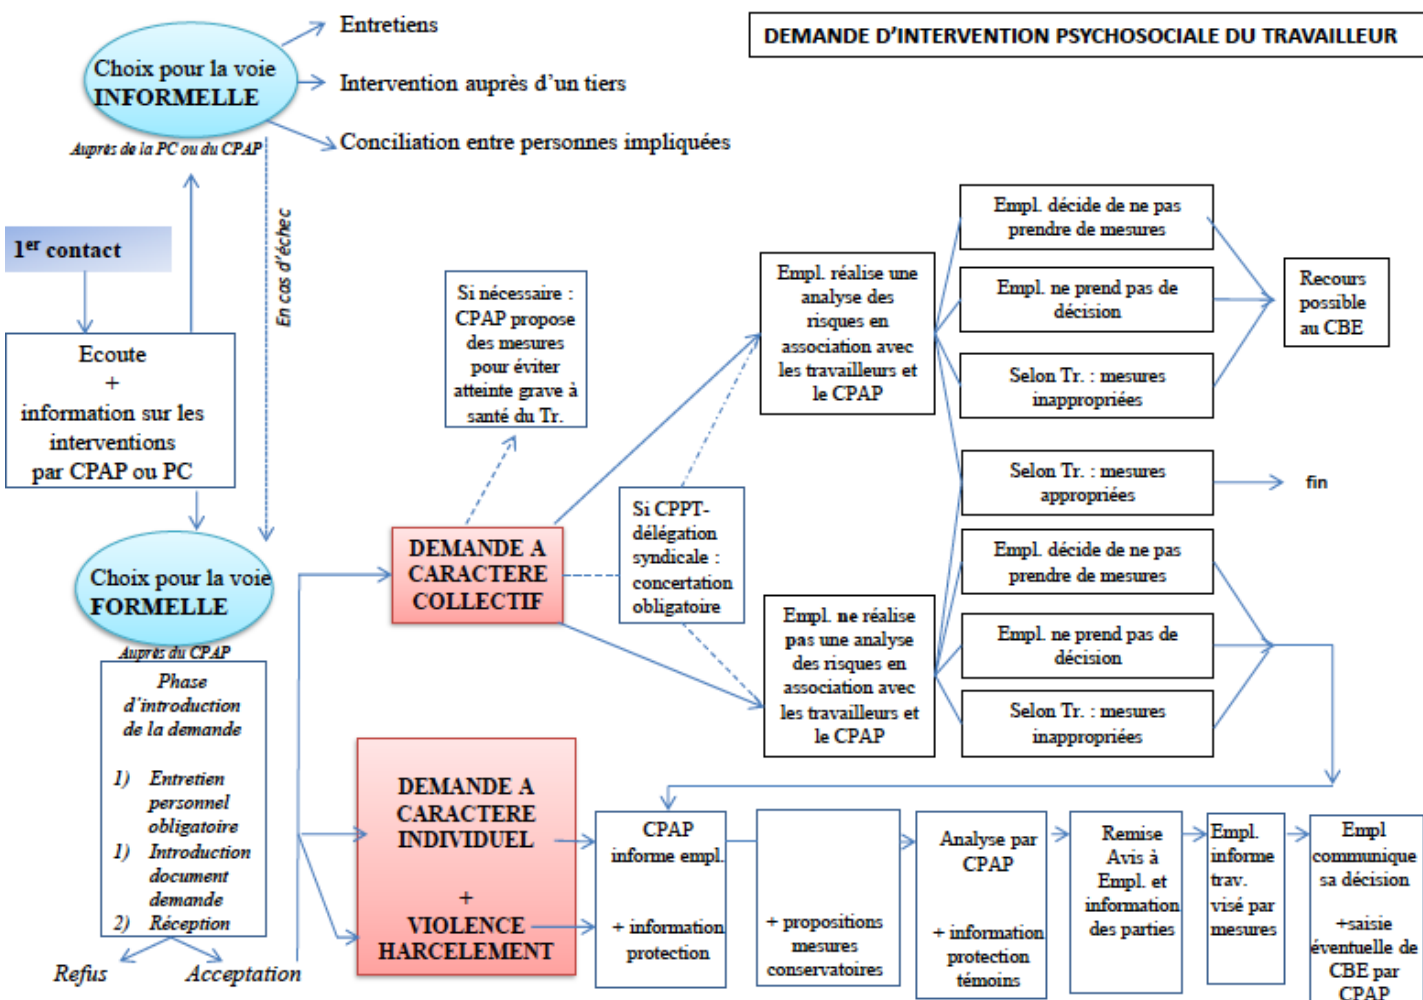 DEMANDE D'INTERVENTION PSYCHOSOCIALE DU TRAVAILLEUR
Choix pour la voie
INFORMELLE
Auprès de la PC ou du CPAP
Entretiens
Intervention auprès d'un tiers
Conciliation entre personnes impliquées
1er contact
En cas d'échec
Ecoute
+
information sur les
interventions
par CPAP ou PC
Choix pour la voie
FORMELLE
Auprès du CPAP
Phase
d'introduction
de la demande
1) Entretien
personnel
obligatoire
1) Introduction
document
demande
2) Réception
Refus
Acceptation
Si nécessaire :
CPAP propose
des mesures
pour éviter
atteinte grave à
santé du Tr.
DEMANDE A
CARACTERE
COLLECTIF
Si CPPT-
délégation
syndicale :
concertation
obligatoire
Empl. réalise une
analyse des
risques en
association avec
les travailleurs et
le CPAP
Empl. ne réalise
pas une analyse
des risques en
association avec
les travailleurs et
le CPAP
Empl. décide de ne pas
prendre de mesures
Empl. ne prend pas de
décision
Selon Tr. : mesures
inappropriées
Recours
possible
au CBE
Selon Tr. : mesures
appropriées
fin
Empl. décide de ne pas
prendre de mesures
Empl. ne prend pas de
décision
Selon Tr. : mesures
inappropriées
DEMANDE A
CARACTERE
INDIVIDUEL
+
VIOLENCE
HARCELEMENT
CPAP
informe empl.
+ information
protection
+ propositions
mesures
conservatoires
Analyse par
CPAP
+ information
protection
témoins
Remise
Avis à
Empl. et
information
des parties
Empl.
informe
trav.
visé par
mesures
Empl
communique
sa décision
+saisie
éventuelle de
CBE par
CPAP